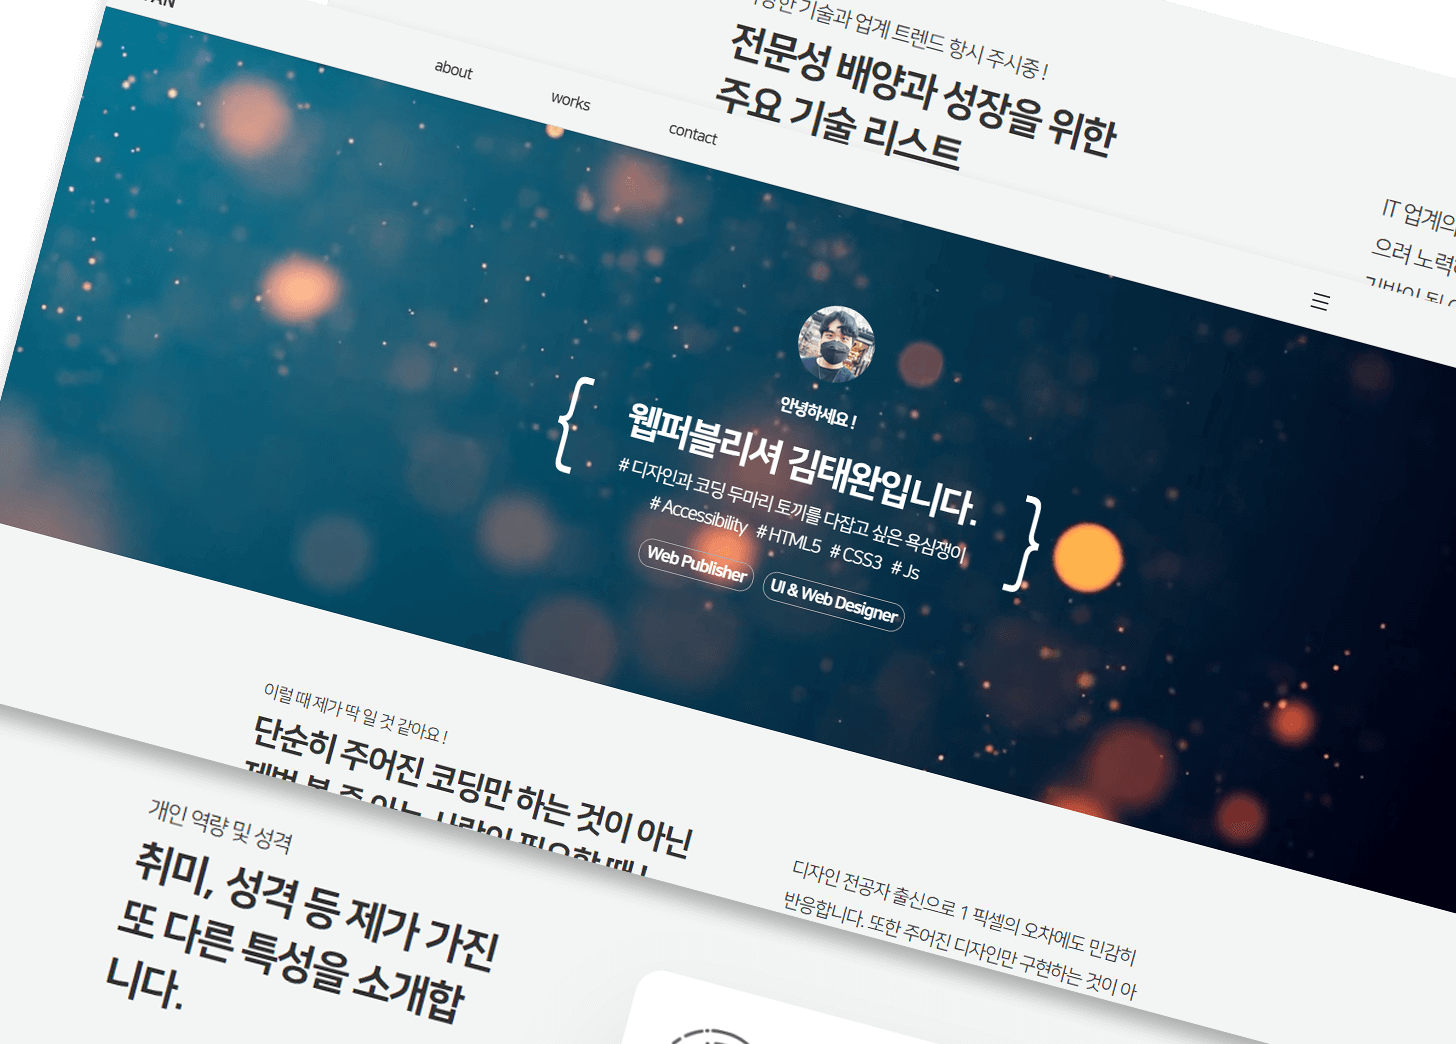 about
works
contact
기술과 업계 트렌드 항시 주시중 !
전문성 배양과 성장을 위한
주요 기술 리스트
IT 업계의
으려 노력
안녕하세요 !
{ 웹퍼블리셔 김태완입니다. }
# 디자인과 코딩 두마리 토끼를 다잡고 싶은 욕심쟁이
# Accessibility # HTML5 # CSS3 # Js
Web Publisher
UI & Web Designer
이럴 때 제가 딱 일 것 같아요 !
단순히 주어진 코딩만 하는 것이 아닌
디자인 전공자 출신으로 1 픽셀의 오차에도 민감히
반응합니다. 또한 주어진 디자인만 구현하는 것이 아
개인 역량 및 성격
취미, 성격 등 제가 가진
또 다른 특성을 소개합
니다.